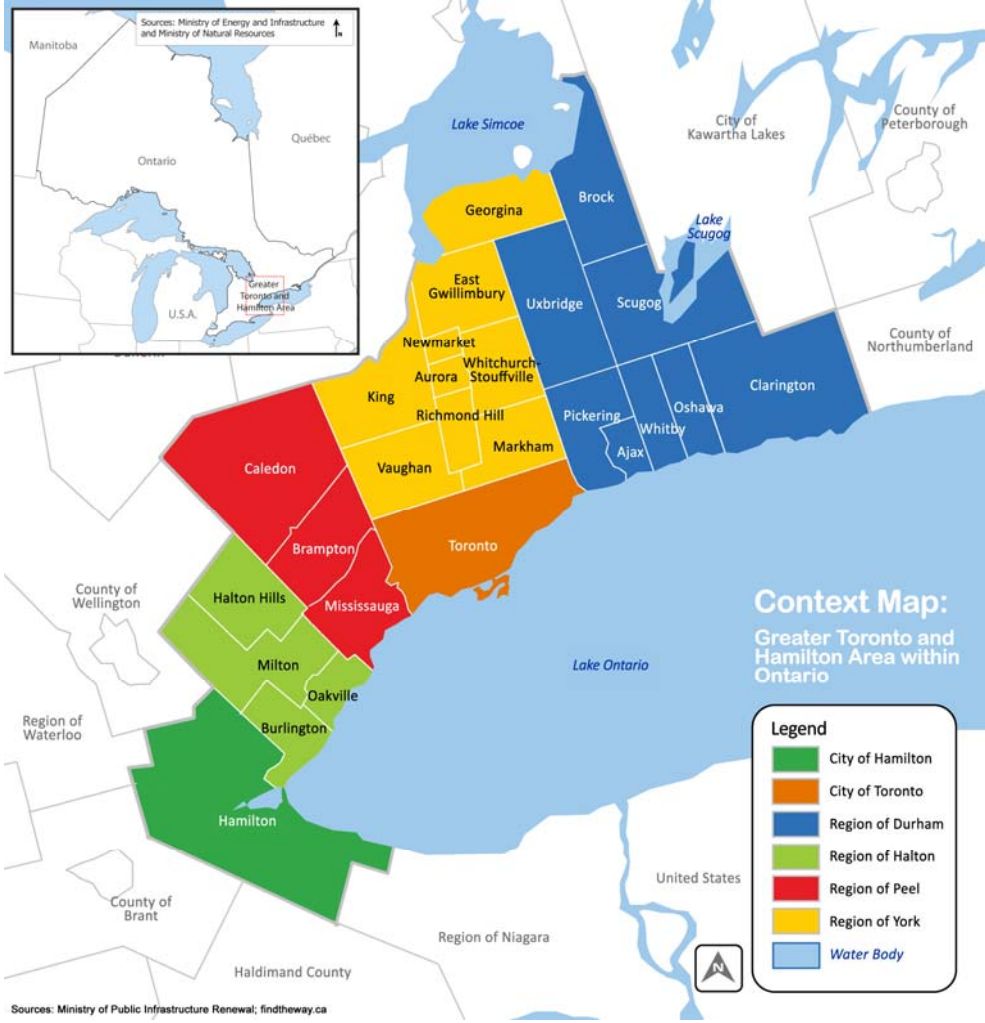 Sources: Ministry of Energy and Infrastructure
and Ministry of Natural Resources
N
Manitoba
Ontario
Québec
Greater
Toronto and
Hamilton Area
U.S.A.
Lake Simcoe
City of
Kawartha Lakes
County of
Peterborough
Georgina
Brock
Lake
Scugog
East
Gwillimbury
Uxbridge
Scugog
County of
Northumberland
Newmarket
Whitchurch-
Stouffville
Aurora
King
Richmond Hill
Pickering
Oshawa
Clarington
Whitby
Ajax
Markham
Vaughan
Caledon
Brampton
Toronto
Mississauga
Halton Hills
County of
Wellington
Context Map:
Greater Toronto and
Hamilton Area within
Ontario
Milton
Lake Ontario
Oakville
Burlington
Region of
Waterloo
Hamilton
Legend
City of Hamilton
City of Toronto
Region of Durham
Region of Halton
Region of Peel
Region of York
Water Body
United States
County of
Brant
Region of Niagara
Haldimand County
N
Sources: Ministry of Public Infrastructure Renewal; findtheway.ca